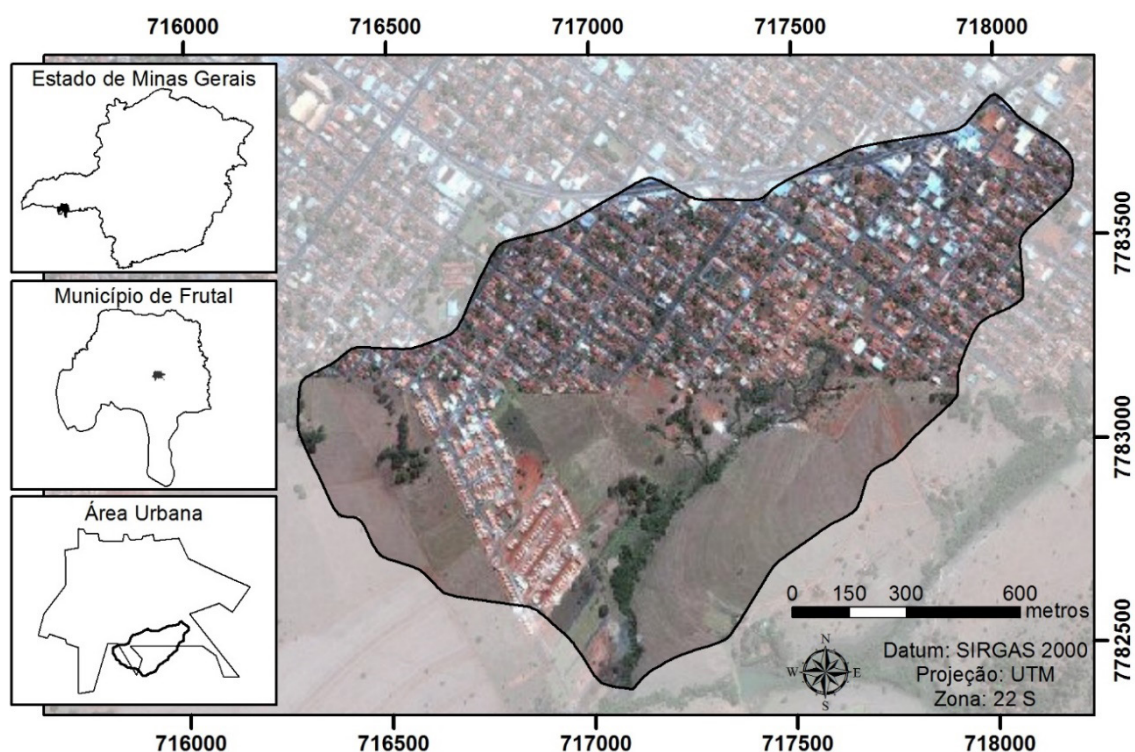 716000 716500 717000 717500 718000
Estado de Minas Gerais
Município de Frutal
Área Urbana
7783500
7783000
7782500
0 150 300 600
metros
N
W E
S
Datum: SIRGAS 2000
Projeção: UTM
Zona: 22 S
716000 716500 717000 717500 718000